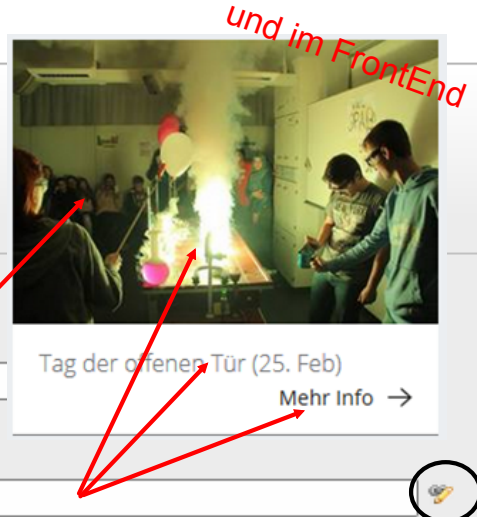 und im FrontEnd
Tag der offenen Tür (25. Feb)
Mehr Info →